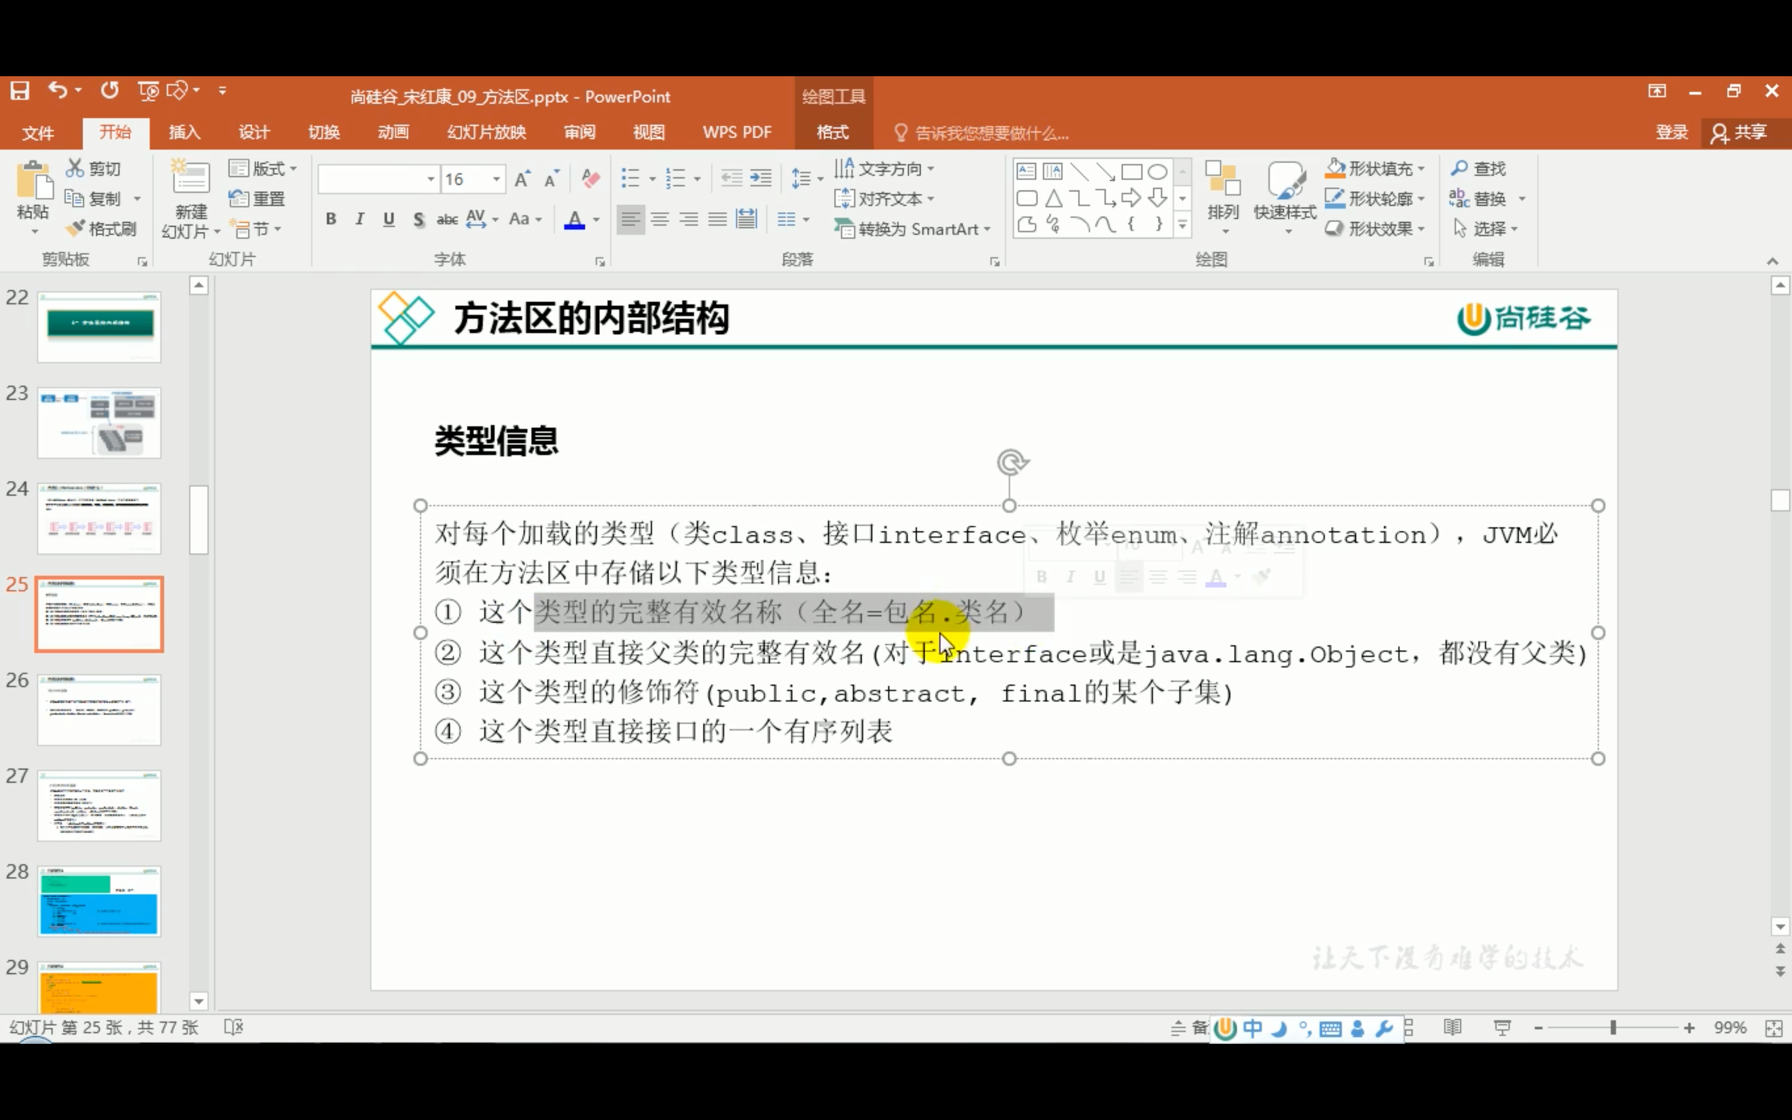 尚硅谷_宋红康_09_方法区.pptx - PowerPoint
绘图工具
文件 开始 插入 设计 切换 动画 幻灯片放映 审阅 视图 WPS PDF 格式 告诉我您想要做什么... 登录 共享
粘贴
剪切
复制
格式刷
剪贴板
新建
幻灯片
版式
重置
节
幻灯片
16
B I U S abc AV Aa A
字体
文字方向
对齐文本
转换为 SmartArt
段落
排列
快速样式
形状填充
形状轮廓
形状效果
绘图
查找
替换
选择
编辑
22
23
24
25
26
27
28
29
方法区的内部结构
尚硅谷
类型信息
对每个加载的类型（类class、接口interface、枚举enum、注解annotation），JVM必
须在方法区中存储以下类型信息：
① 这个类型的完整有效名称（全名=包名.类名）
② 这个类型直接父类的完整有效名(对于interface或是java.lang.Object，都没有父类)
③ 这个类型的修饰符(public,abstract, final的某个子集)
④ 这个类型直接接口的一个有序列表
让天下没有难学的技术
幻灯片 第 25 张，共 77 张
中
99%